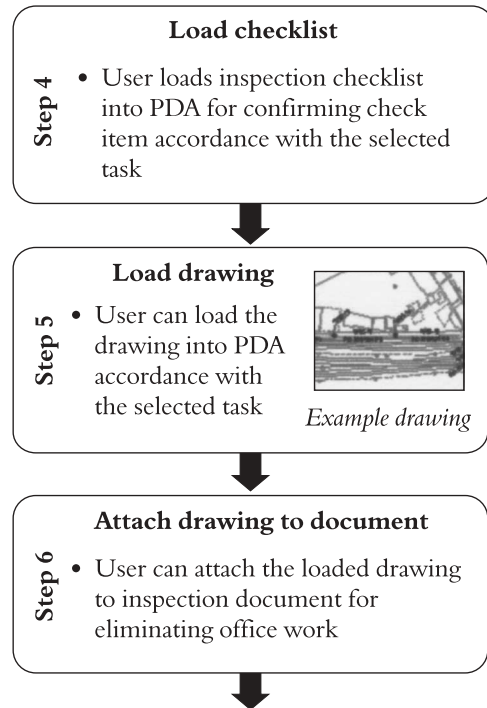 Load checklist
Step 4
• User loads inspection checklist
into PDA for confirming check
item accordance with the selected
task
Load drawing
Step 5
• User can load the
drawing into PDA
accordance with
the selected task
Example drawing
Attach drawing to document
Step 6
• User can attach the loaded drawing
to inspection document for
eliminating office work